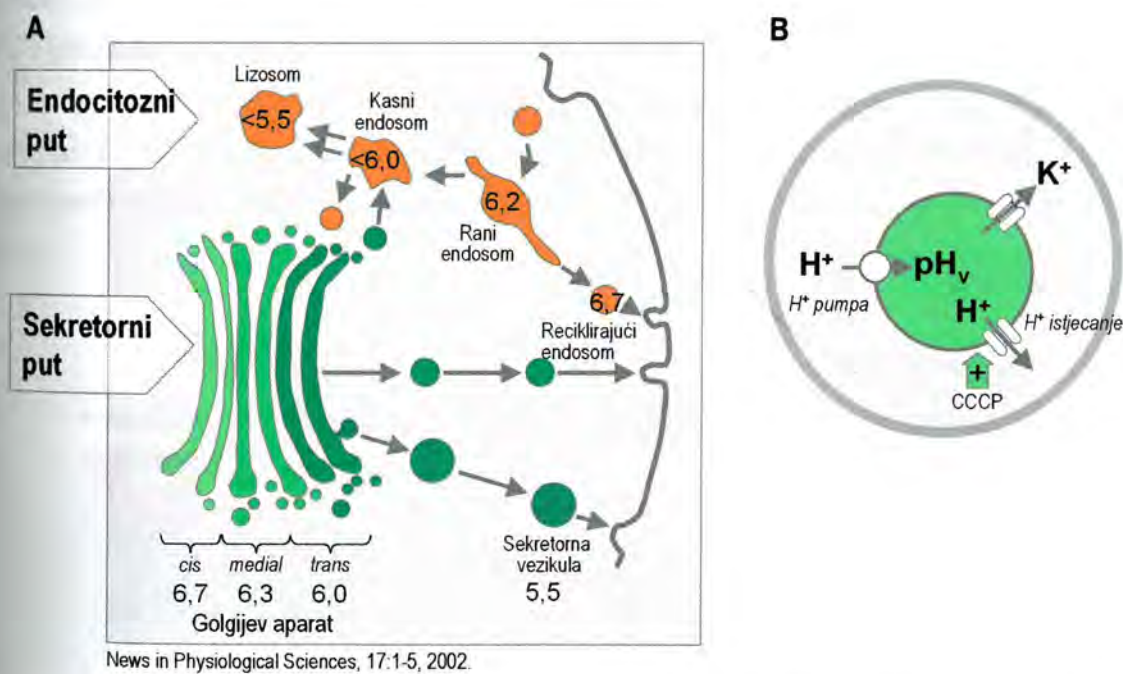 A
Endocitozni
put
Lizosom
<5,5
Kasni
endosom
<6,0
6,2
Rani
endosom
6,7
Reciklirajući
endosom
Sekretorni
put
Sekretorna
vezikula
5,5
cis medial trans
6,7 6,3 6,0
Golgijev aparat
News in Physiological Sciences, 17:1-5, 2002.
B
K+
H+ pHv
H+ pumpa
H+
H+ istjecanje
+
CCCP